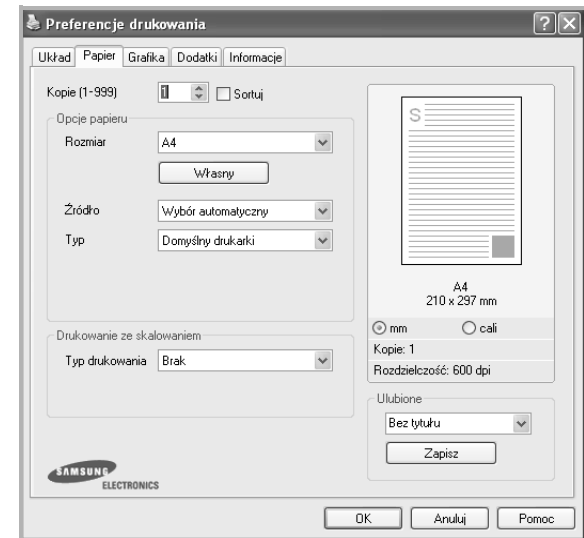 Preferencje drukowania
Układ Papier Grafika Dodatki Informacje
Kopie (1-999) 1 Sortuj
Opcje papieru
Rozmiar A4
Własny
Źródło Wybór automatyczny
Typ Domyślny drukarki
Drukowanie ze skalowaniem
Typ drukowania Brak
SAMSUNG
ELECTRONICS
S
A4
210 x 297 mm
mm cali
Kopie: 1
Rozdzielczość: 600 dpi
Ulubione
Bez tytułu
Zapisz
OK Anuluj Pomoc